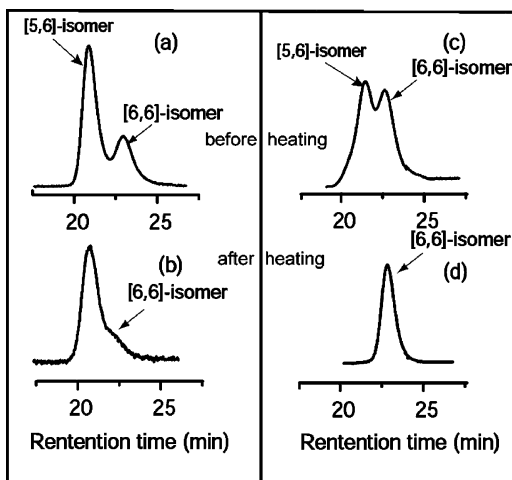 [5,6]-isomer
(a)
[6,6]-isomer
before heating
20
25
(b)
after heating
[6,6]-isomer
20
25
Rentention time (min)
(c)
[5,6]-isomer
[6,6]-isomer
20
25
[6,6]-isomer
(d)
20
25
Rentention time (min)